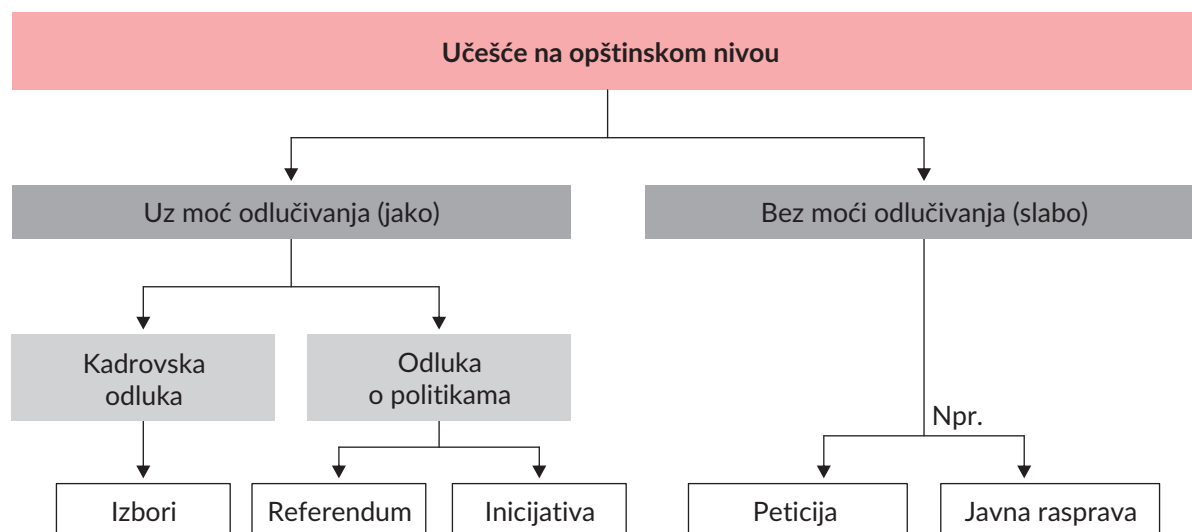 Učešće na opštinskom nivou
Uz moć odlučivanja (jako)
Bez moći odlučivanja (slabo)
Kadrovska
odluka
Odluka
o politikama
Npr.
Izbori
Referendum
Inicijativa
Peticija
Javna rasprava